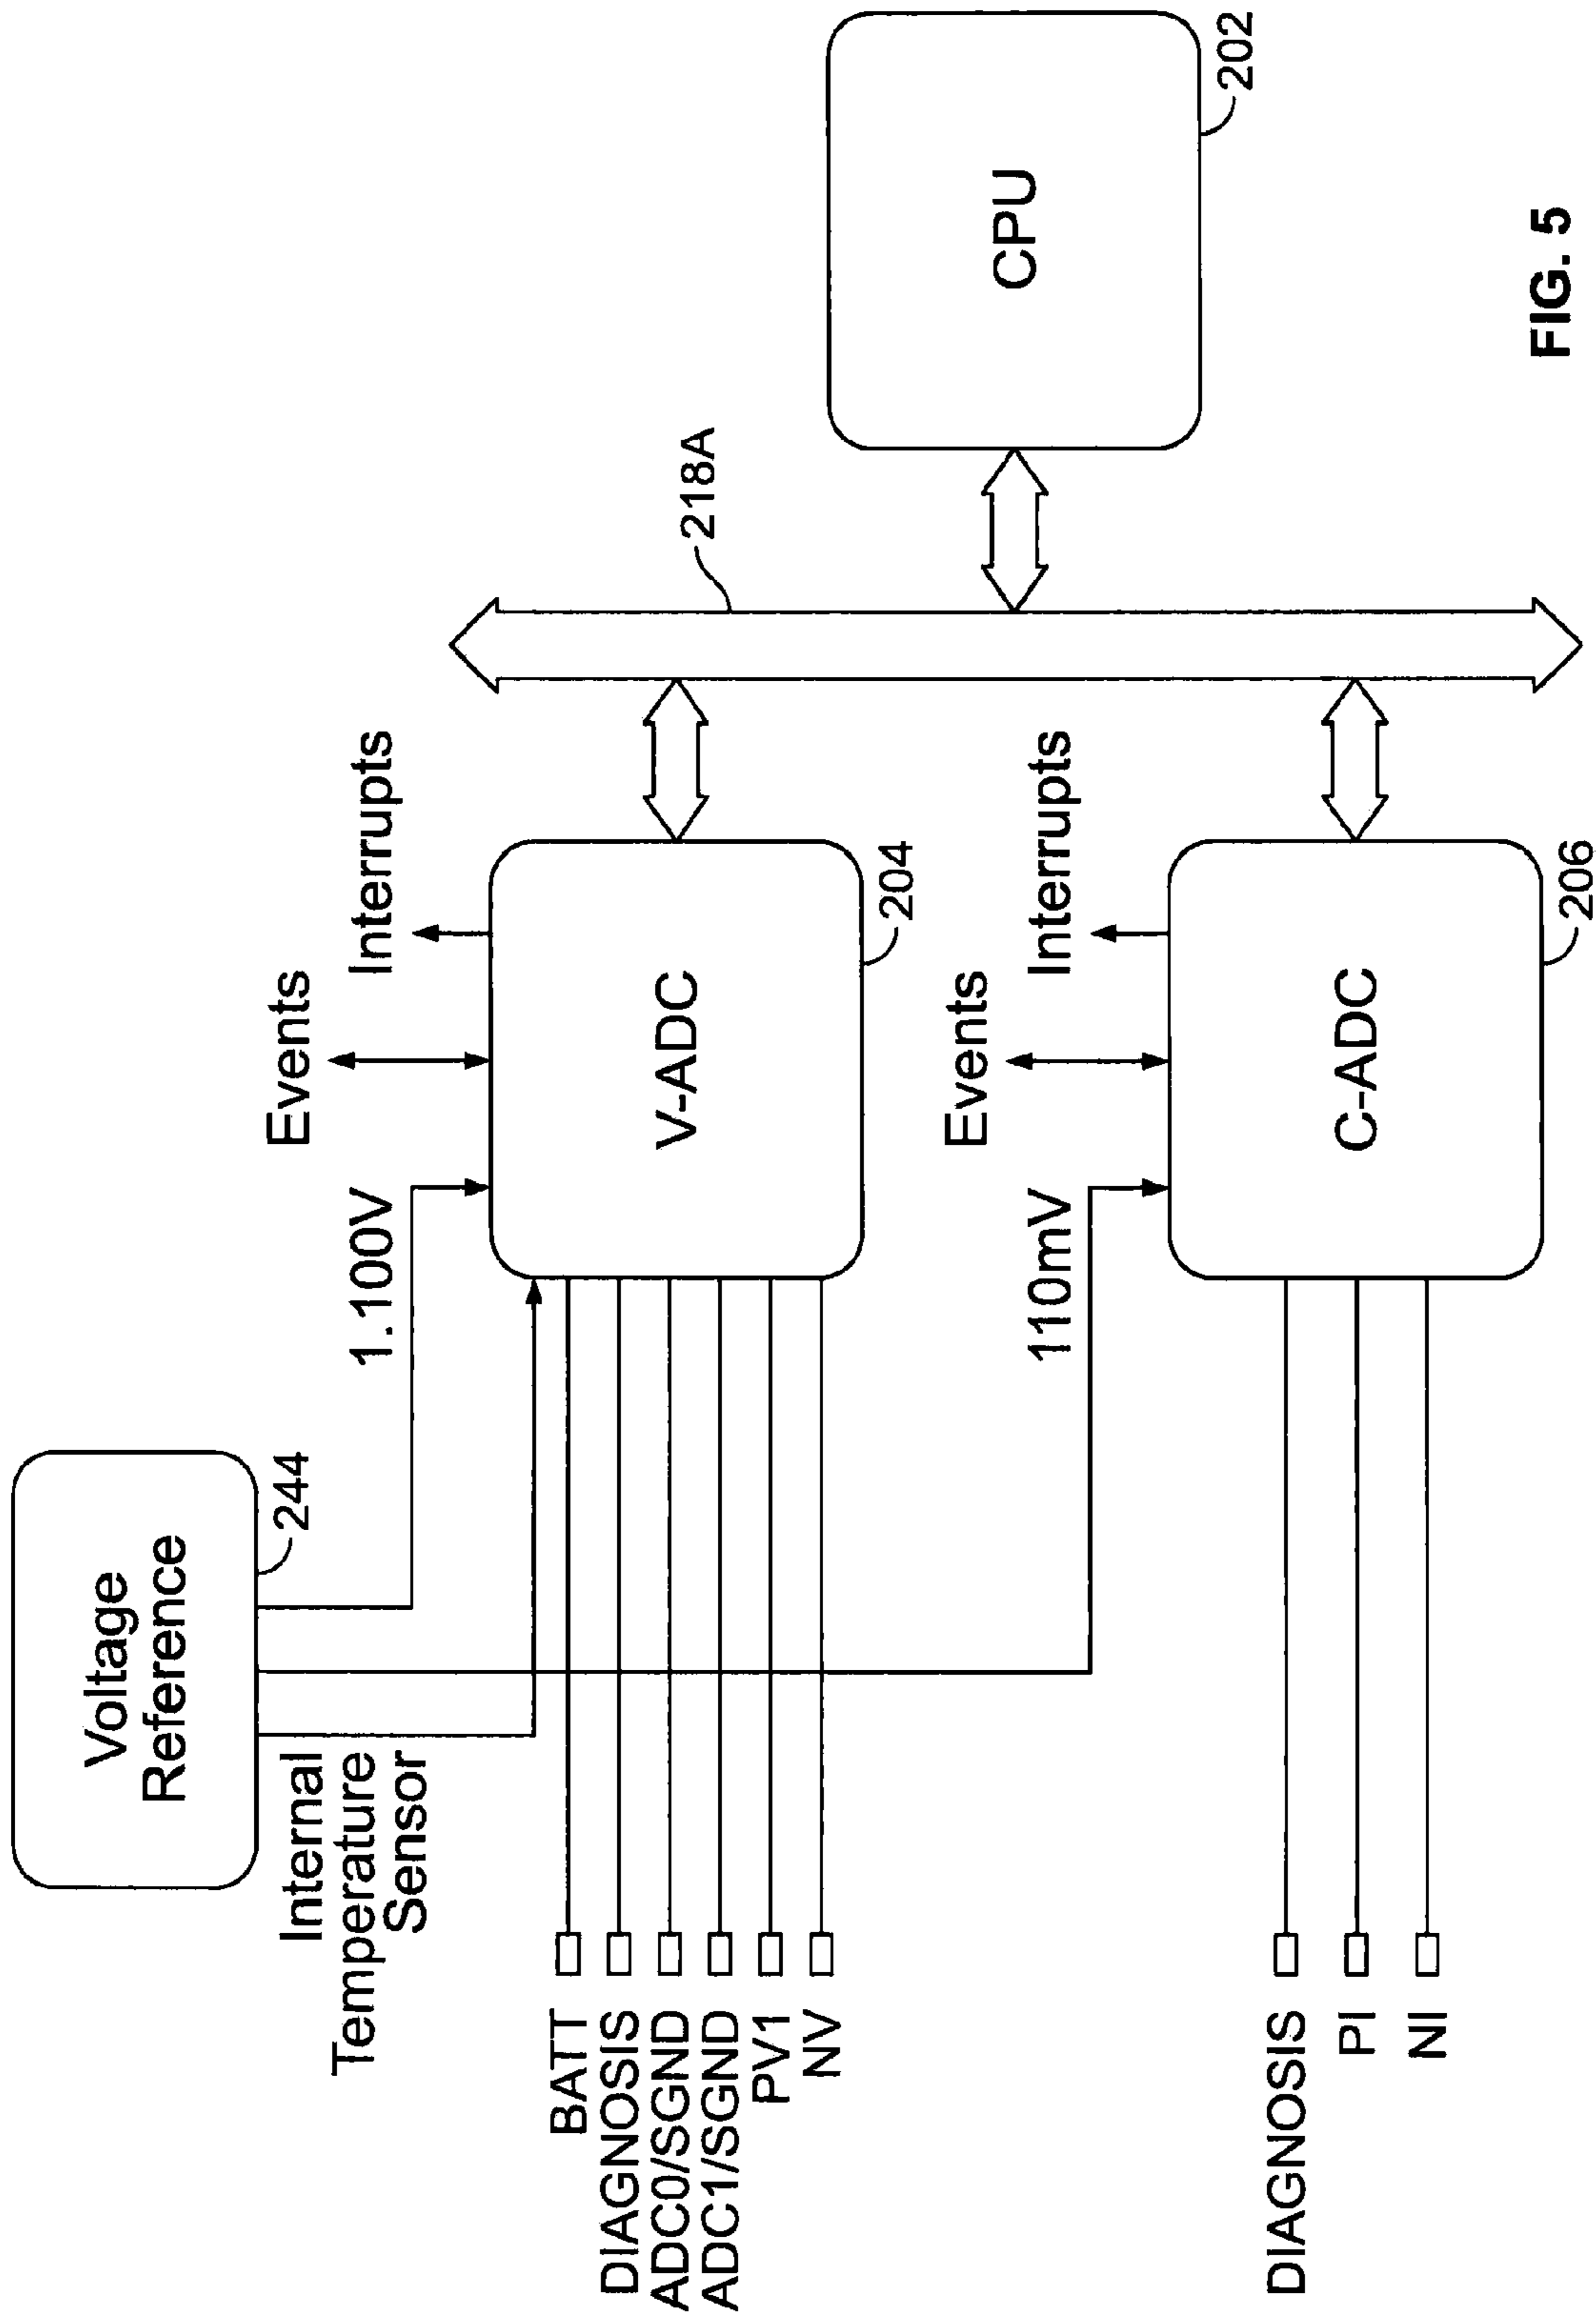 Voltage
Reference
244
Internal
Temperature
Sensor
1.100V
Events
Interrupts
BATT
DIAGNOSIS
ADC0/SGND
ADC1/SGND
PV1
NV
V-ADC
204
218A
CPU
202
110mV
Events
Interrupts
DIAGNOSIS
PI
NI
C-ADC
206
FIG. 5